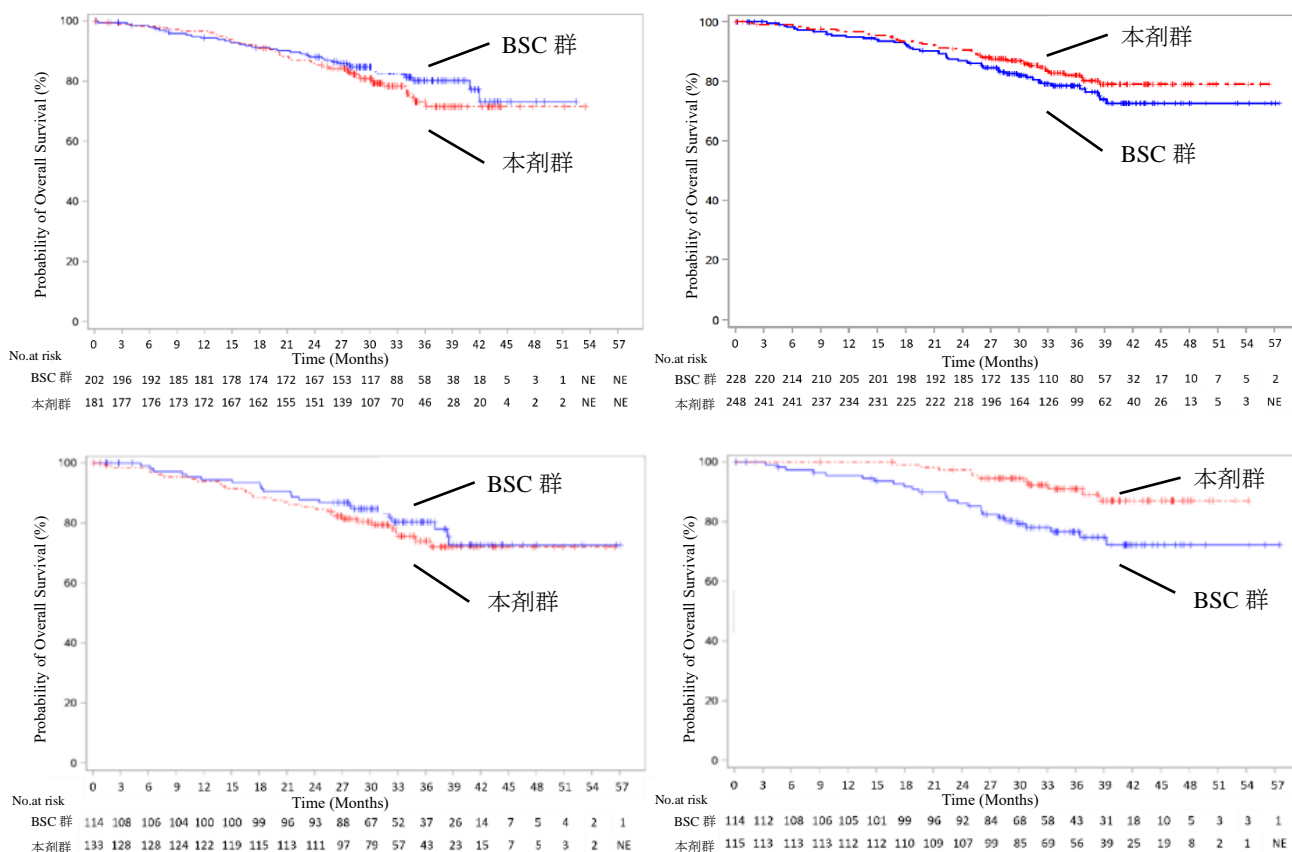 Probability of Overall Survival (%)
100
80
60
40
20
0
BSC 群
本剤群
0 3 6 9 12 15 18 21 24 27 30 33 36 39 42 45 48 51 54 57
No.at risk
Time (Months)
BSC 群 202 196 192 185 181 178 174 172 167 153 117 88 58 38 18 5 3 1 NE NE
本剤群 181 177 176 173 172 167 162 155 151 139 107 70 46 28 20 4 2 2 NE NE
Probability of Overall Survival (%)
100
80
60
40
20
0
本剤群
BSC 群
0 3 6 9 12 15 18 21 24 27 30 33 36 39 42 45 48 51 54 57
No.at risk
Time (Months)
BSC 群 228 220 214 210 205 201 198 192 185 172 135 110 80 57 32 17 10 7 5 2
本剤群 248 241 241 237 234 231 225 222 218 196 164 126 99 62 40 26 13 5 3 NE
Probability of Overall Survival (%)
100
80
60
40
20
0
BSC 群
本剤群
0 3 6 9 12 15 18 21 24 27 30 33 36 39 42 45 48 51 54 57
No.at risk
Time (Months)
BSC 群 114 108 106 104 100 100 99 96 93 88 67 52 37 26 14 7 5 4 2 1
本剤群 133 128 128 124 122 119 115 113 111 97 79 57 43 23 15 7 5 3 2 NE
Probability of Overall Survival (%)
100
80
60
40
20
0
本剤群
BSC 群
0 3 6 9 12 15 18 21 24 27 30 33 36 39 42 45 48 51 54 57
No.at risk
Time (Months)
BSC 群 114 112 108 106 105 101 99 96 92 84 68 58 43 31 18 10 5 3 3 1
本剤群 115 113 113 113 112 112 110 109 107 99 85 69 56 39 25 19 8 2 1 NE